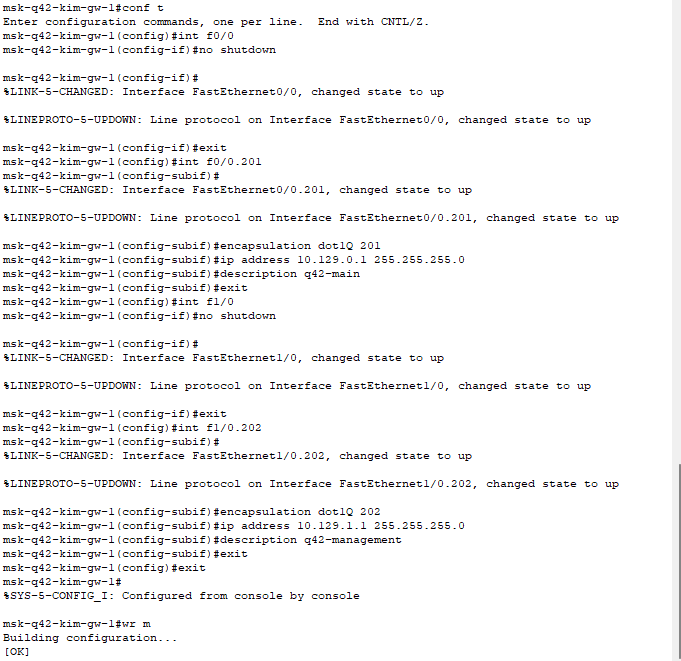 msk-q42-kim-gw-1#conf t
Enter configuration commands, one per line.  End with CNTL/Z.
msk-q42-kim-gw-1(config)#int f0/0
msk-q42-kim-gw-1(config-if)#no shutdown
msk-q42-kim-gw-1(config-if)#
%LINK-5-CHANGED: Interface FastEthernet0/0, changed state to up
%LINEPROTO-5-UPDOWN: Line protocol on Interface FastEthernet0/0, changed state to up
msk-q42-kim-gw-1(config-if)#exit
msk-q42-kim-gw-1(config)#int f0/0.201
msk-q42-kim-gw-1(config-subif)#
%LINK-5-CHANGED: Interface FastEthernet0/0.201, changed state to up
%LINEPROTO-5-UPDOWN: Line protocol on Interface FastEthernet0/0.201, changed state to up
msk-q42-kim-gw-1(config-subif)#encapsulation dot1Q 201
msk-q42-kim-gw-1(config-subif)#ip address 10.129.0.1 255.255.255.0
msk-q42-kim-gw-1(config-subif)#description q42-main
msk-q42-kim-gw-1(config-subif)#exit
msk-q42-kim-gw-1(config)#int f1/0
msk-q42-kim-gw-1(config-if)#no shutdown
msk-q42-kim-gw-1(config-if)#
%LINK-5-CHANGED: Interface FastEthernet1/0, changed state to up
%LINEPROTO-5-UPDOWN: Line protocol on Interface FastEthernet1/0, changed state to up
msk-q42-kim-gw-1(config-if)#exit
msk-q42-kim-gw-1(config)#int f1/0.202
msk-q42-kim-gw-1(config-subif)#
%LINK-5-CHANGED: Interface FastEthernet1/0.202, changed state to up
%LINEPROTO-5-UPDOWN: Line protocol on Interface FastEthernet1/0.202, changed state to up
msk-q42-kim-gw-1(config-subif)#encapsulation dot1Q 202
msk-q42-kim-gw-1(config-subif)#ip address 10.129.1.1 255.255.255.0
msk-q42-kim-gw-1(config-subif)#description q42-management
msk-q42-kim-gw-1(config-subif)#exit
msk-q42-kim-gw-1(config)#exit
msk-q42-kim-gw-1#
%SYS-5-CONFIG_I: Configured from console by console
msk-q42-kim-gw-1#wr m
Building configuration...
[OK]